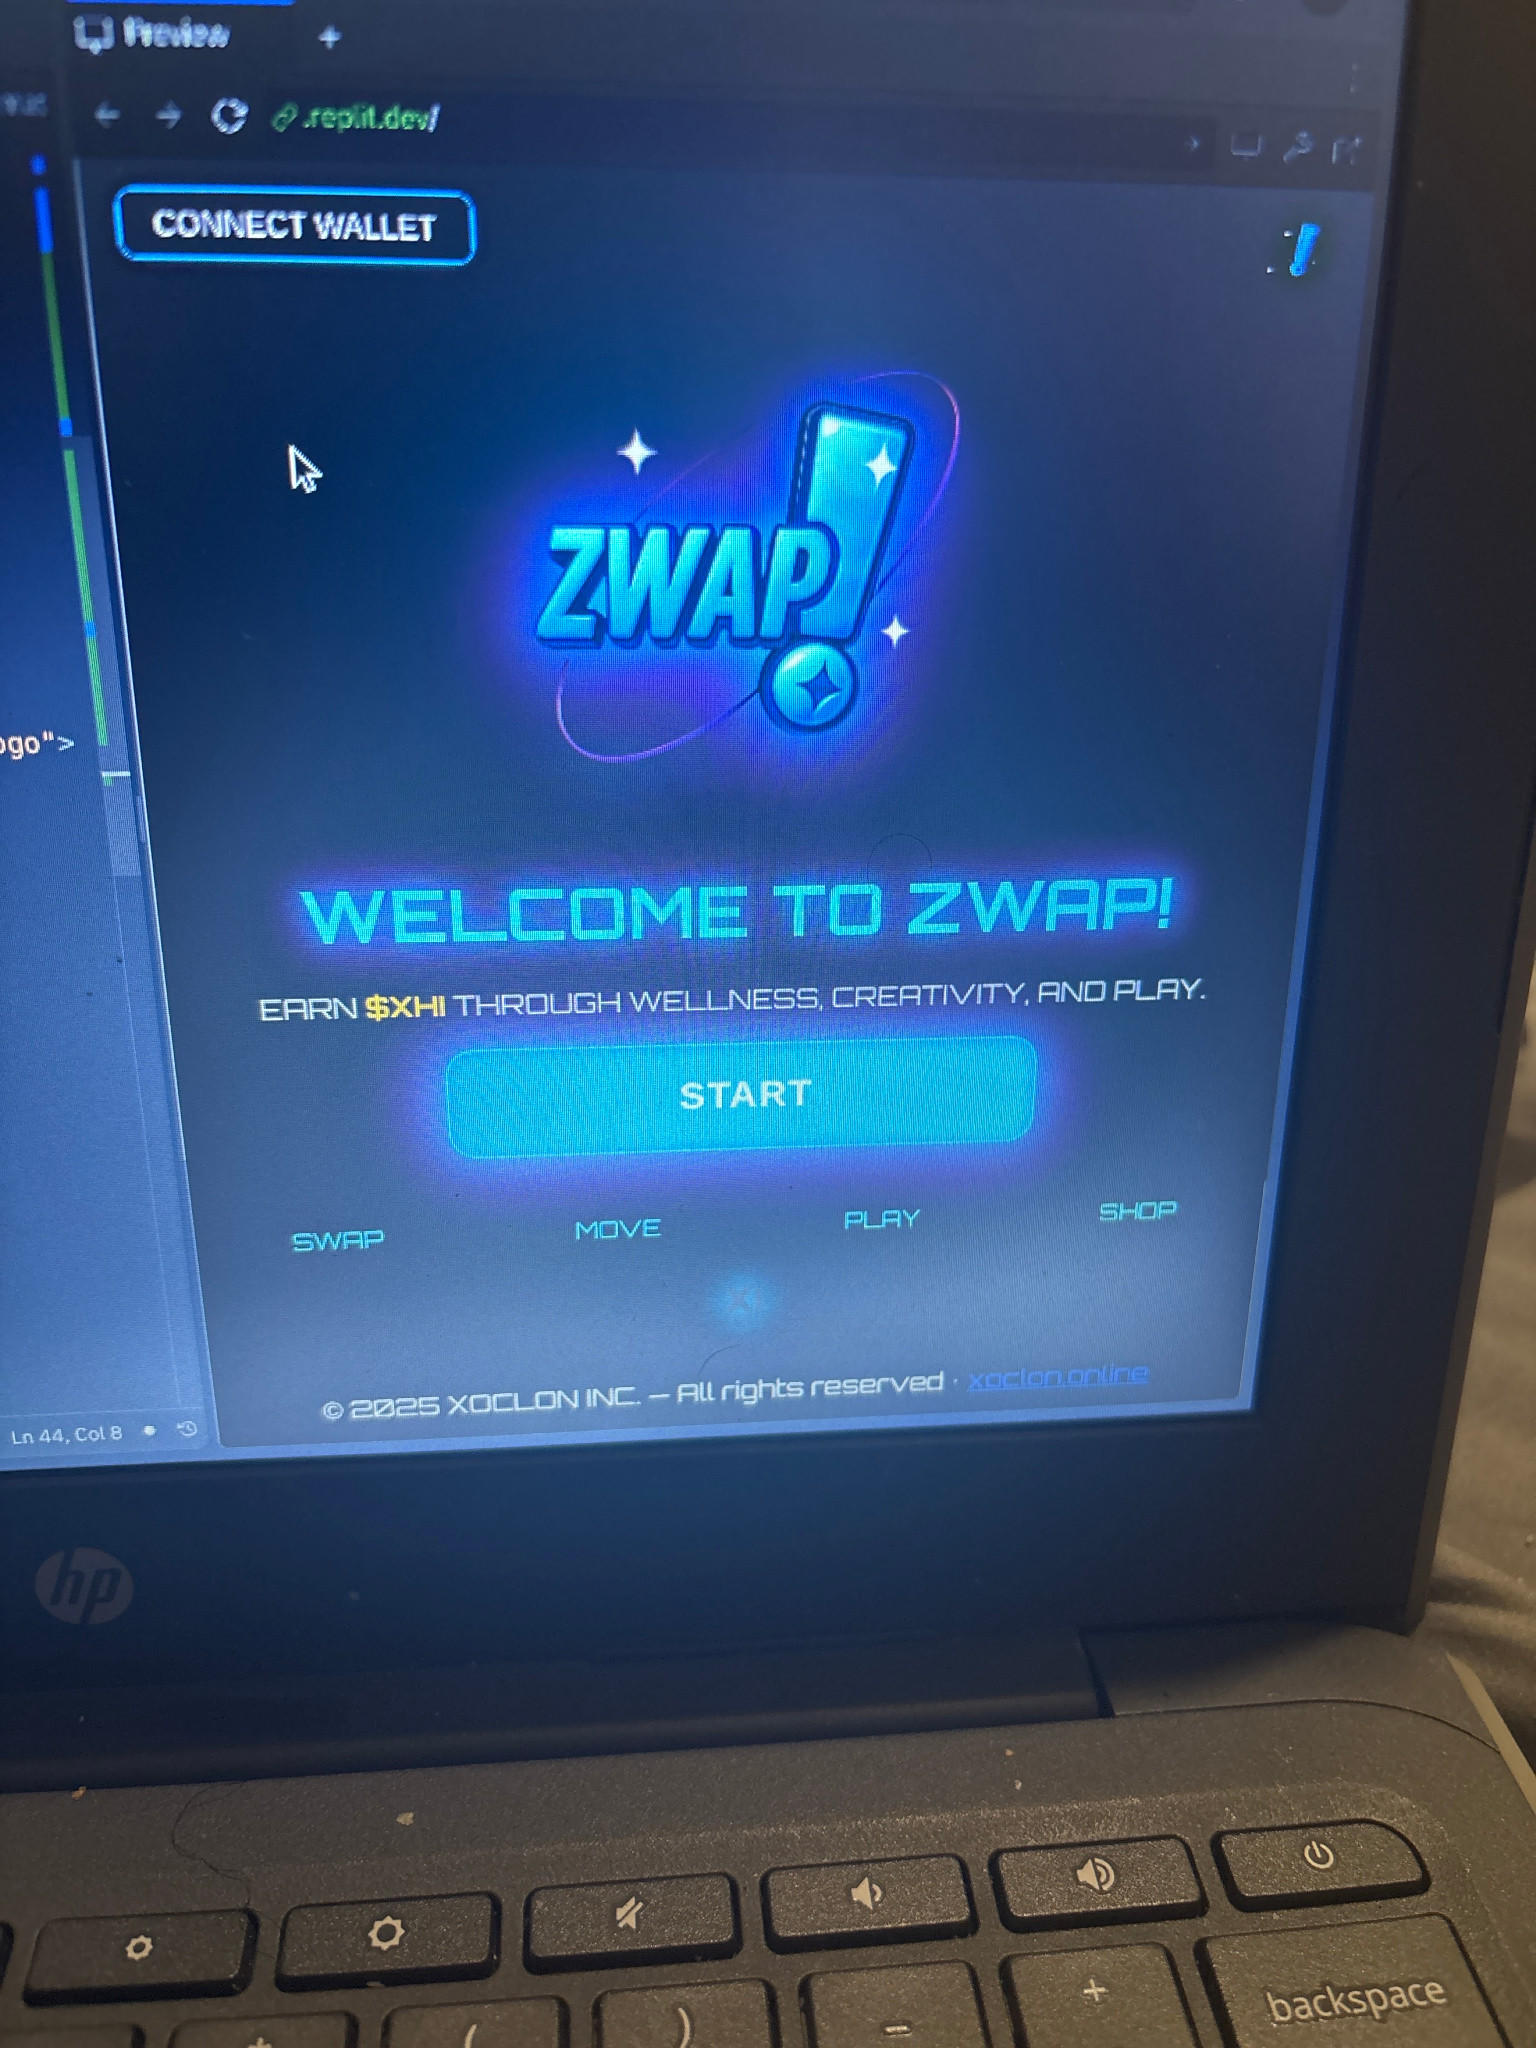 Preview +
.replit.dev/
CONNECT WALLET
ZWAP!
ogo">
WELCOME TO ZWAP!
EARN $XHI THROUGH WELLNESS, CREATIVITY, AND PLAY.
START
SWAP MOVE PLAY SHOP
© 2025 XOCLON INC. — All rights reserved · xoclon.online
Ln 44, Col 8
hp
( ) - +
backspace